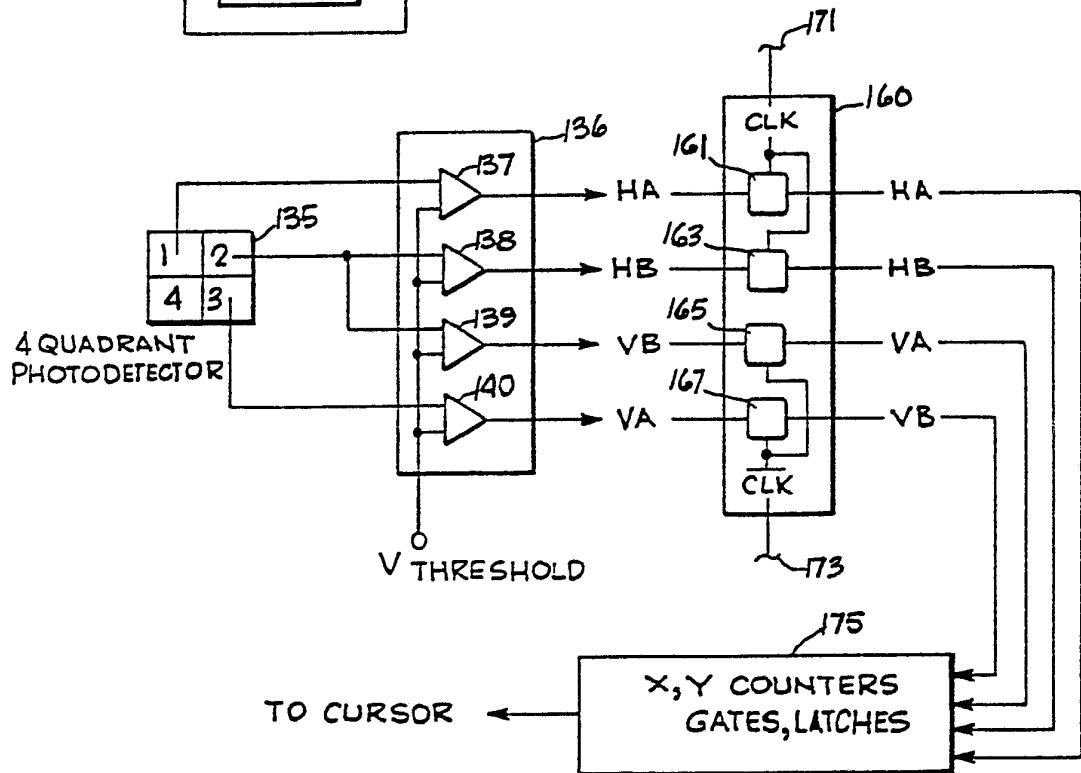 171
160
CLK
136
137
161
HA
HA
135
1 2
4 3
138
163
HB
HB
4 QUADRANT
PHOTODETECTOR
139
165
VB
VA
140
167
VA
VB
CLK
V THRESHOLD
173
175
X, Y COUNTERS
GATES, LATCHES
TO CURSOR